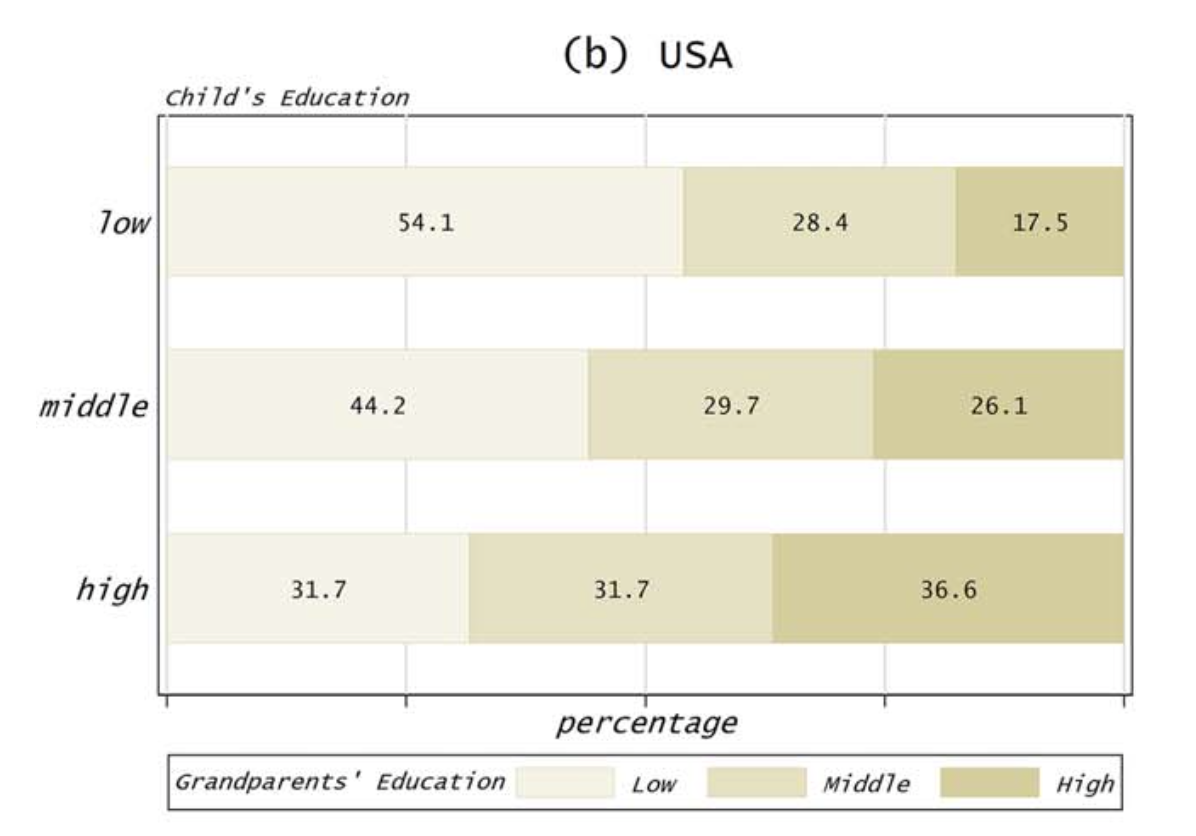 (b) USA
Child's Education
low 54.1 28.4 17.5
middle 44.2 29.7 26.1
high 31.7 31.7 36.6
percentage
Grandparents' Education Low Middle High